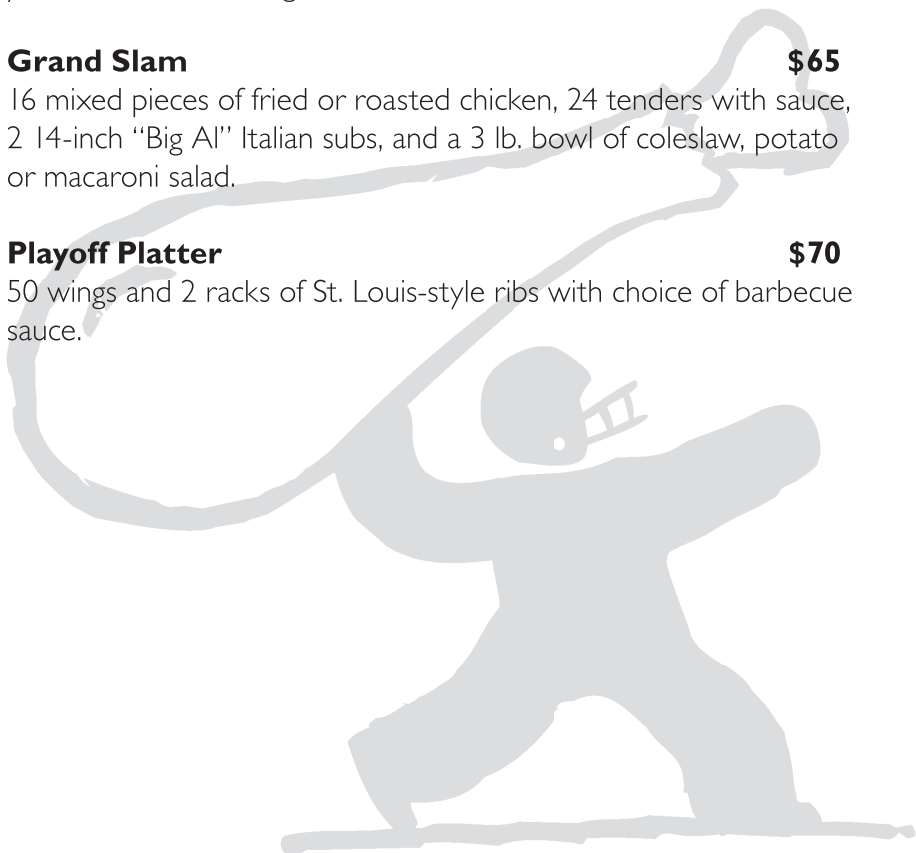 Grand Slam $65
16 mixed pieces of fried or roasted chicken, 24 tenders with sauce,
2 14-inch “Big Al” Italian subs, and a 3 lb. bowl of coleslaw, potato
or macaroni salad.
Playoff Platter $70
50 wings and 2 racks of St. Louis-style ribs with choice of barbecue
sauce.